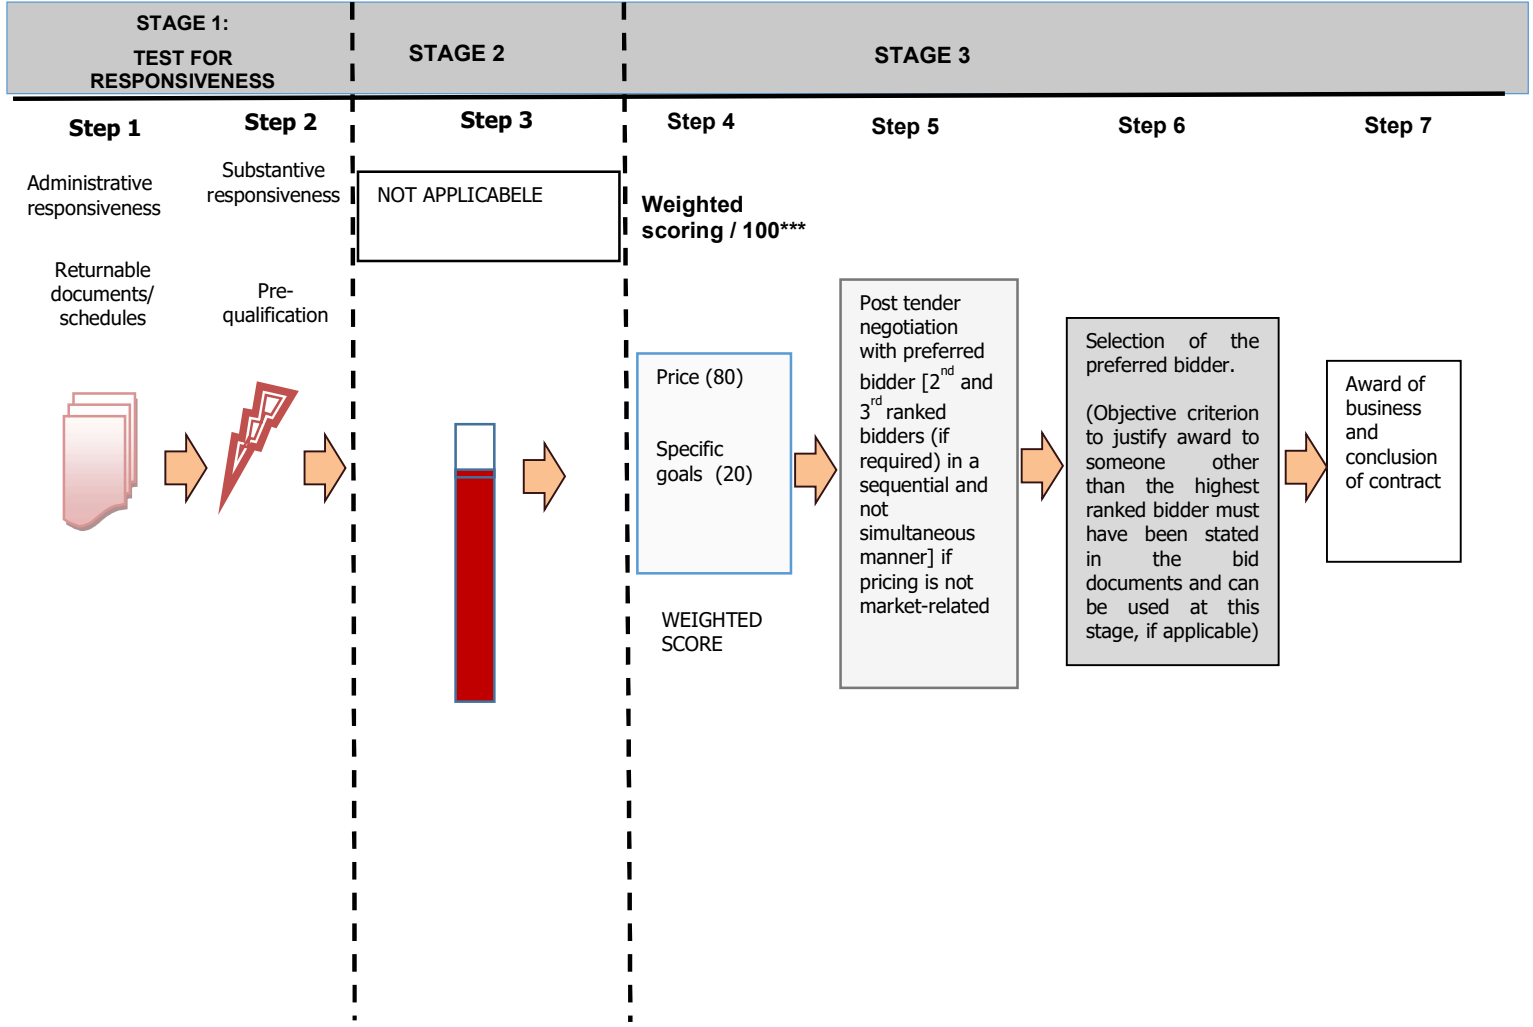 STAGE 1:
TEST FOR
RESPONSIVENESS
STAGE 2
STAGE 3
Step 1
Step 2
Step 3
Step 4
Step 5
Step 6
Step 7
Administrative
responsiveness
Returnable
documents/
schedules
Substantive
responsiveness
Pre-
qualification
NOT APPLICABELE
Weighted
scoring / 100***
Price (80)
Specific
goals (20)
WEIGHTED
SCORE
Post tender
negotiation
with preferred
bidder [2nd and
3rd ranked
bidders (if
required) in a
sequential and
not
simultaneous
manner] if
pricing is not
market-related
Selection of the
preferred bidder.
(Objective criterion
to justify award to
someone other
than the highest
ranked bidder must
have been stated
in the bid
documents and can
be used at this
stage, if applicable)
Award of
business
and
conclusion
of contract